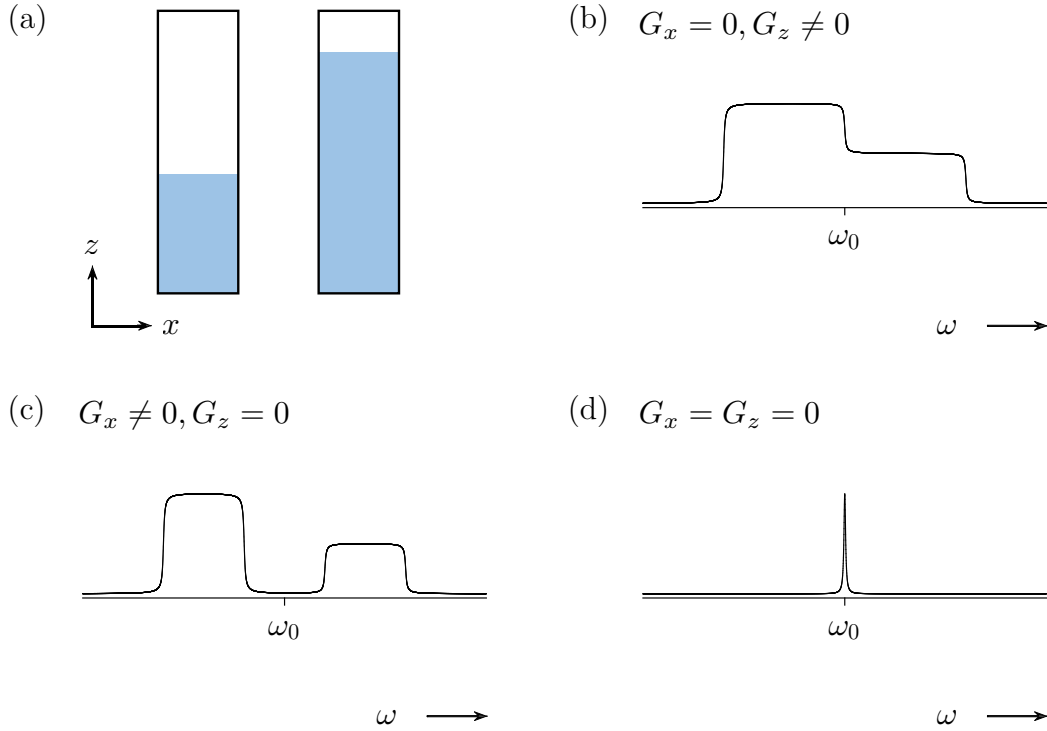 (a)
z
x
(b) G_x = 0, G_z ≠ 0
ω_0
ω
(c) G_x ≠ 0, G_z = 0
ω_0
ω
(d) G_x = G_z = 0
ω_0
ω